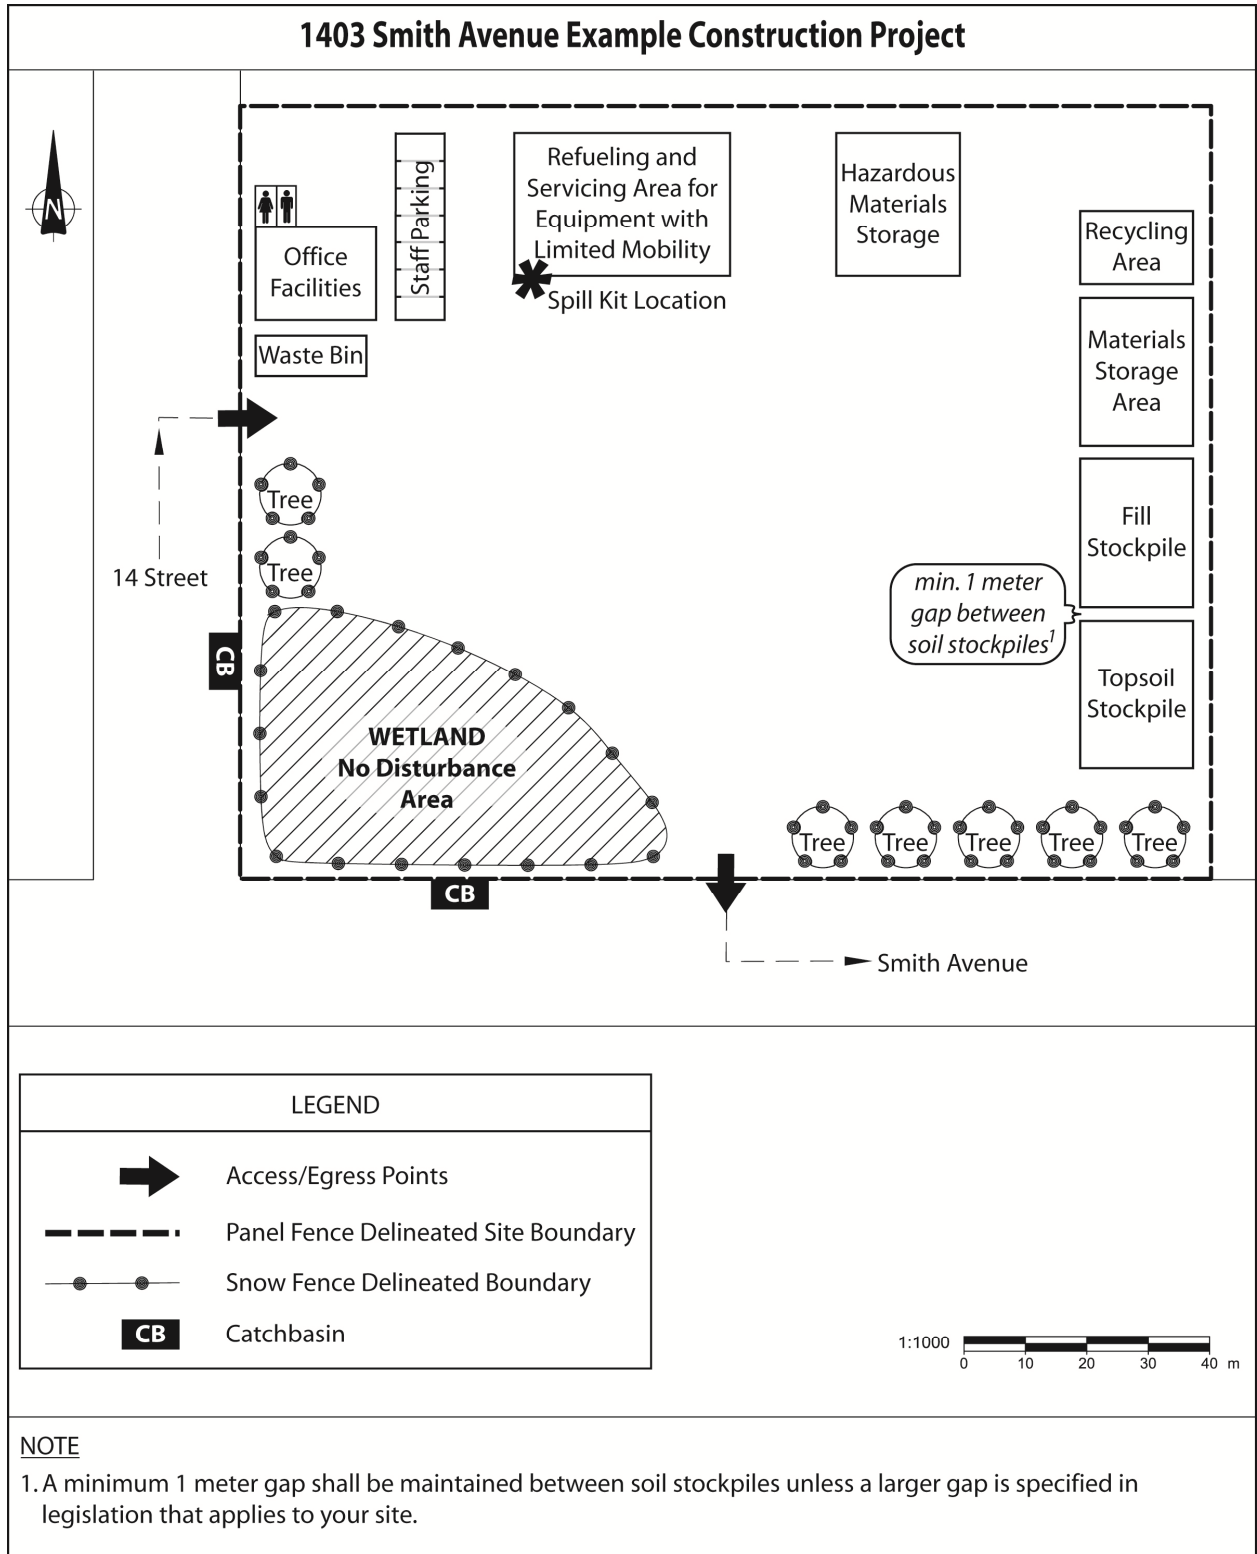 1403 Smith Avenue Example Construction Project
N
Staff Parking
Refueling and
Servicing Area for
Equipment with
Limited Mobility
Hazardous
Materials
Storage
Recycling
Area
Office
Facilities
Spill Kit Location
Waste Bin
Materials
Storage
Area
Tree
Tree
14 Street
Fill
Stockpile
min. 1 meter
gap between
soil stockpiles1
CB
Topsoil
Stockpile
WETLAND
No Disturbance
Area
Tree
Tree
Tree
Tree
Tree
CB
Smith Avenue
LEGEND
Access/Egress Points
Panel Fence Delineated Site Boundary
Snow Fence Delineated Boundary
CB Catchbasin
1:1000
0 10 20 30 40 m
NOTE
1. A minimum 1 meter gap shall be maintained between soil stockpiles unless a larger gap is specified in
legislation that applies to your site.